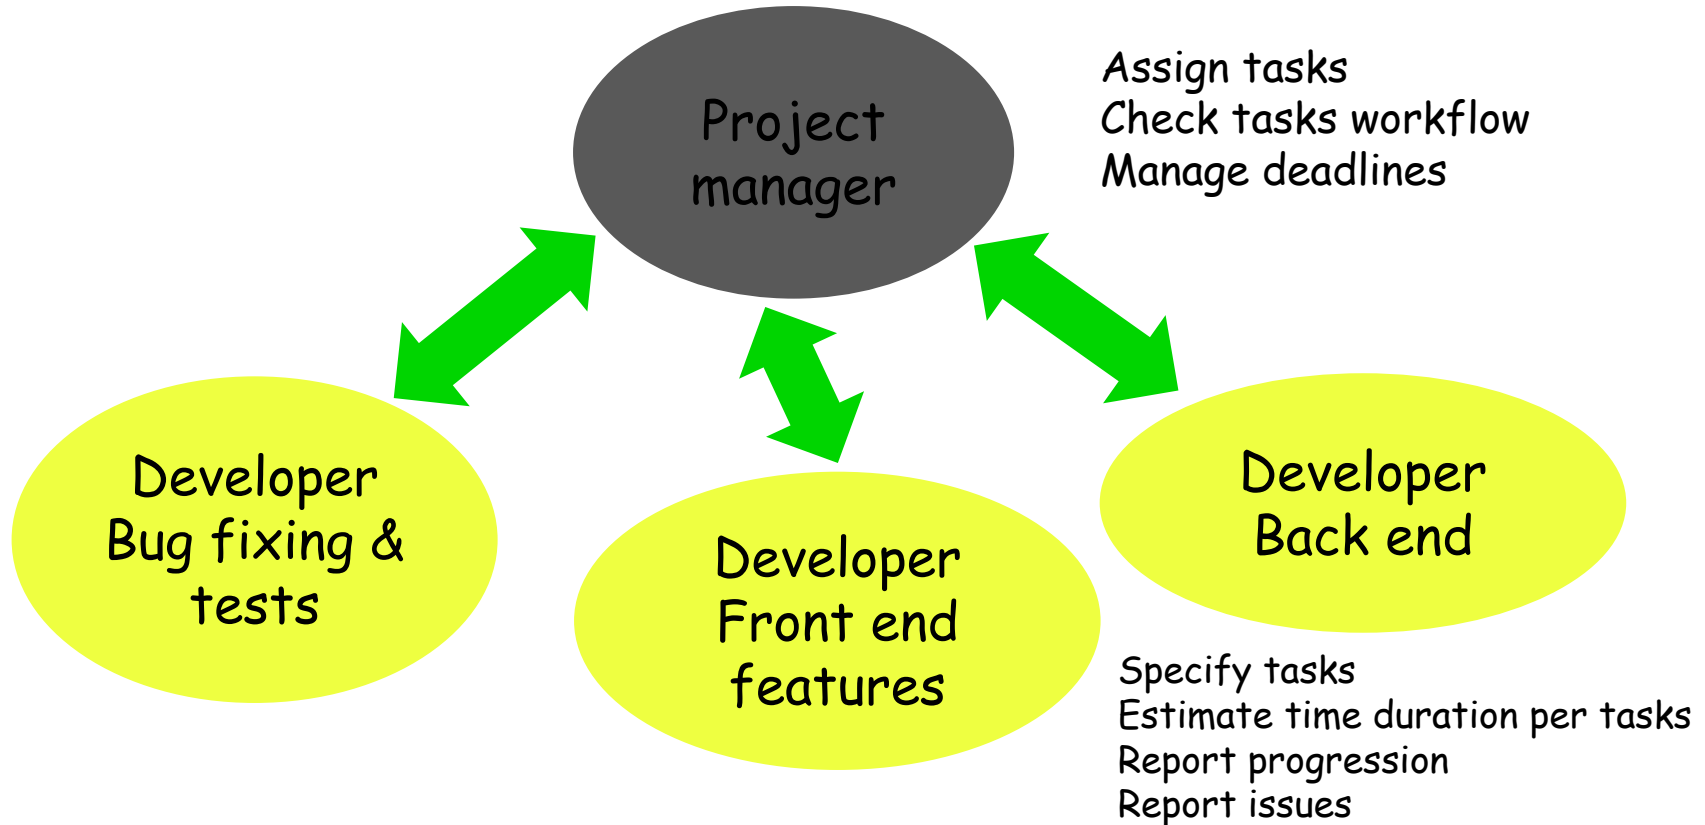 Project
manager
Assign tasks
Check tasks workflow
Manage deadlines
Developer
Bug fixing &
tests
Developer
Front end
features
Developer
Back end
Specify tasks
Estimate time duration per tasks
Report progression
Report issues